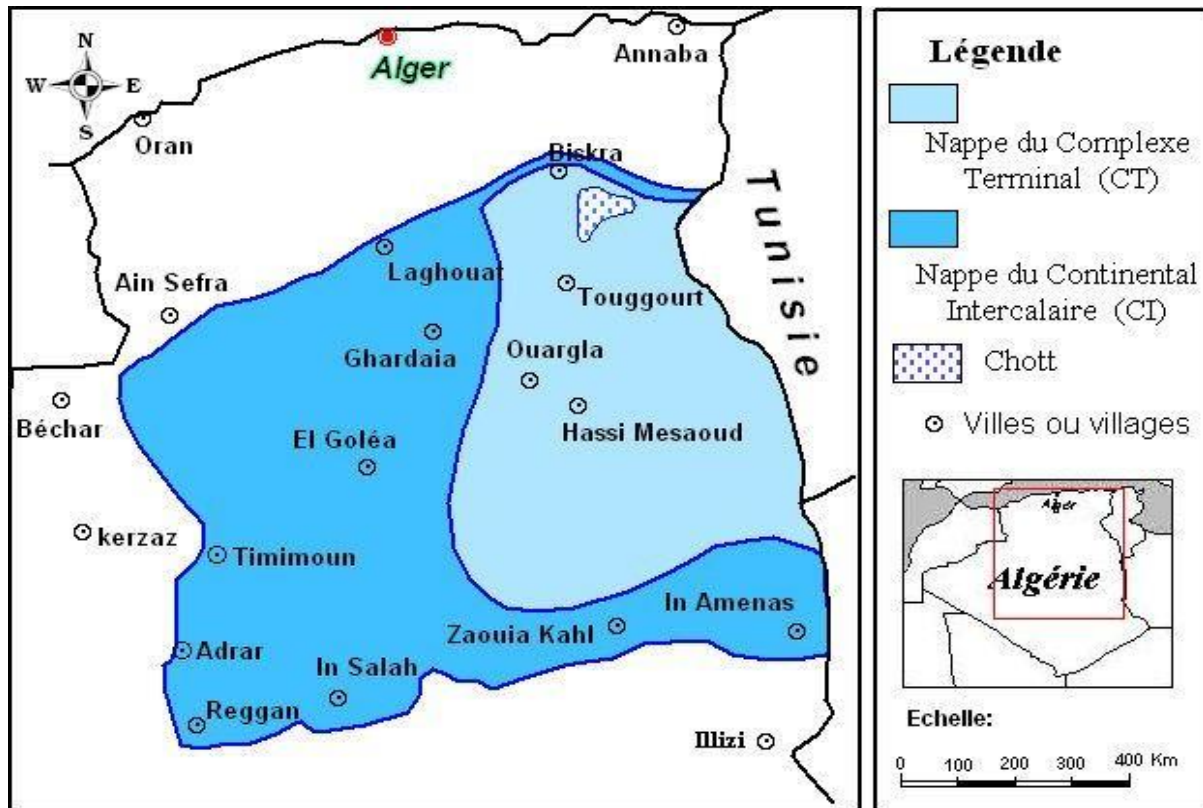 N
W E
S
Alger
Annaba
Oran
Biskra
Tunisie
Laghouat
Ain Sefra
Touggourt
Ghardaia
Ouargla
Béchar
Hassi Mesaoud
El Goléa
kerzaz
Timimoun
In Amenas
Zaouia Kahl
Adrar
In Salah
Reggan
Illizi
Légende
Nappe du Complexe
Terminal (CT)
Nappe du Continental
Intercalaire (CI)
Chott
Villes ou villages
Alger
Algérie
Echelle:
0 100 200 300 400 Km